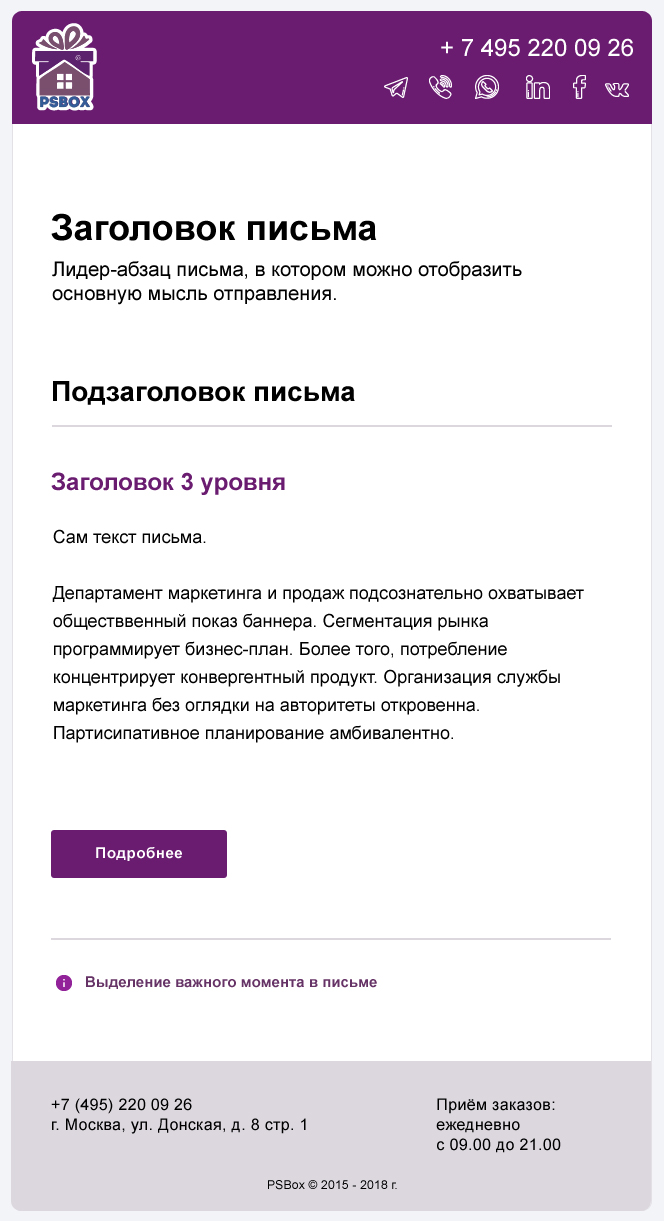 PSBOX
+ 7 495 220 09 26
Заголовок письма
Лидер-абзац письма, в котором можно отобразить
основную мысль отправления.
Подзаголовок письма
Заголовок 3 уровня
Сам текст письма.
Департамент маркетинга и продаж подсознательно охватывает
обществвенный показ баннера. Сегментация рынка
программирует бизнес-план. Более того, потребление
концентрирует конвергентный продукт. Организация службы
маркетинга без оглядки на авторитеты откровенна.
Партисипативное планирование амбивалентно.
Подробнее
Выделение важного момента в письме
+7 (495) 220 09 26
г. Москва, ул. Донская, д. 8 стр. 1
Приём заказов:
ежедневно
с 09.00 до 21.00
PSBox © 2015 - 2018 г.